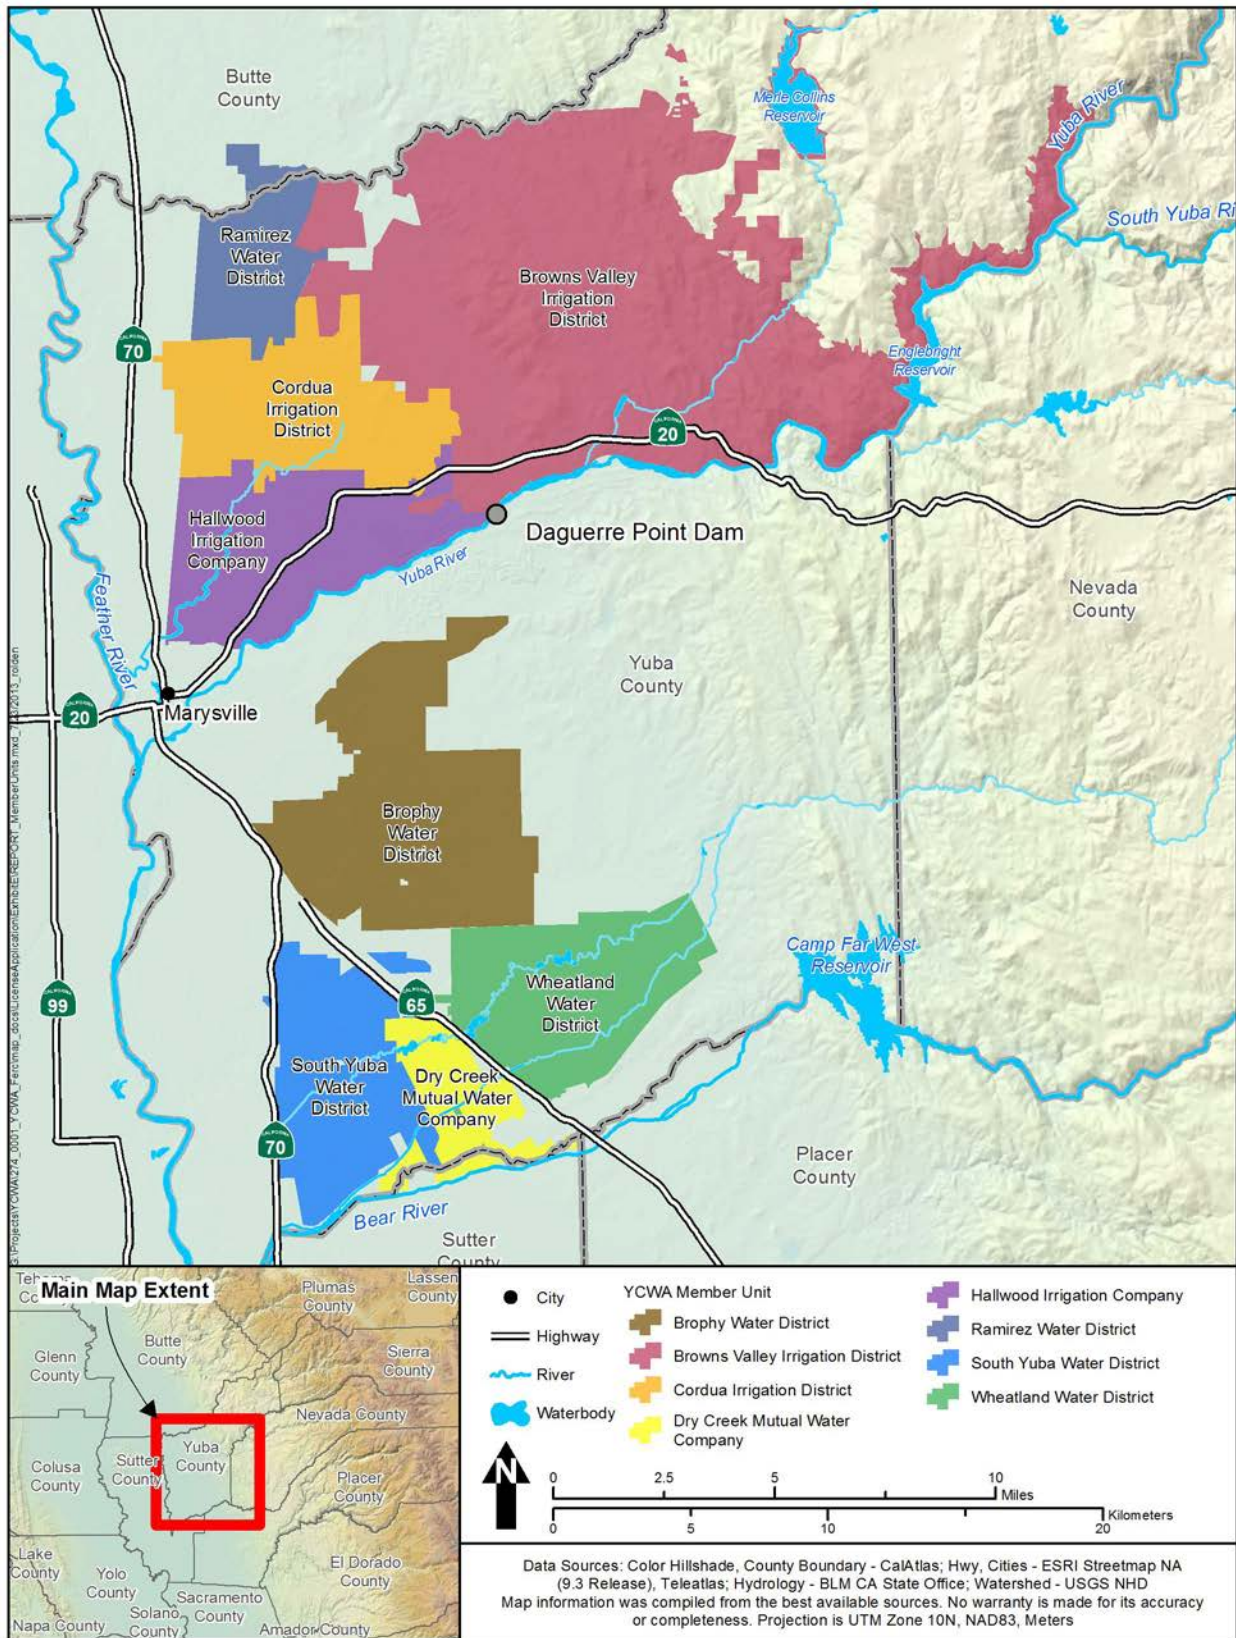 Butte
County
Merle Collins
Reservoir
Yuba River
South Yuba Ri
Ramirez
Water
District
Browns Valley
Irrigation
District
CALIFORNIA
70
Englebright
Reservoir
Cordua
Irrigation
District
CALIFORNIA
20
Hallwood
Irrigation
Company
Daguerre Point Dam
Yuba River
Feather River
Nevada
County
Yuba
County
CALIFORNIA
20
Marysville
Brophy
Water
District
Camp Far West
Reservoir
Wheatland
Water
District
CALIFORNIA
99
CALIFORNIA
65
South Yuba
Water
District
Dry Creek
Mutual Water
Company
CALIFORNIA
70
Placer
County
Bear River
Sutter
County
Main Map Extent
Plumas
County
Lassen
County
Butte
County
Glenn
County
Sierra
County
Nevada County
Yuba
County
Sutter
County
Colusa
County
Placer
County
Lake
County
Yolo
County
El Dorado
County
Sacramento
County
Solano
County
Napa County
Amador County
City
Highway
River
Waterbody
YCWA Member Unit
Brophy Water District
Browns Valley Irrigation District
Cordua Irrigation District
Dry Creek Mutual Water
Company
Hallwood Irrigation Company
Ramirez Water District
South Yuba Water District
Wheatland Water District
N
0 2.5 5 10
Miles
Kilometers
0 5 10 20
Data Sources: Color Hillshade, County Boundary - CalAtlas; Hwy, Cities - ESRI Streetmap NA
(9.3 Release), Teleatlas; Hydrology - BLM CA State Office; Watershed - USGS NHD
Map information was compiled from the best available sources. No warranty is made for its accuracy
or completeness. Projection is UTM Zone 10N, NAD83, Meters